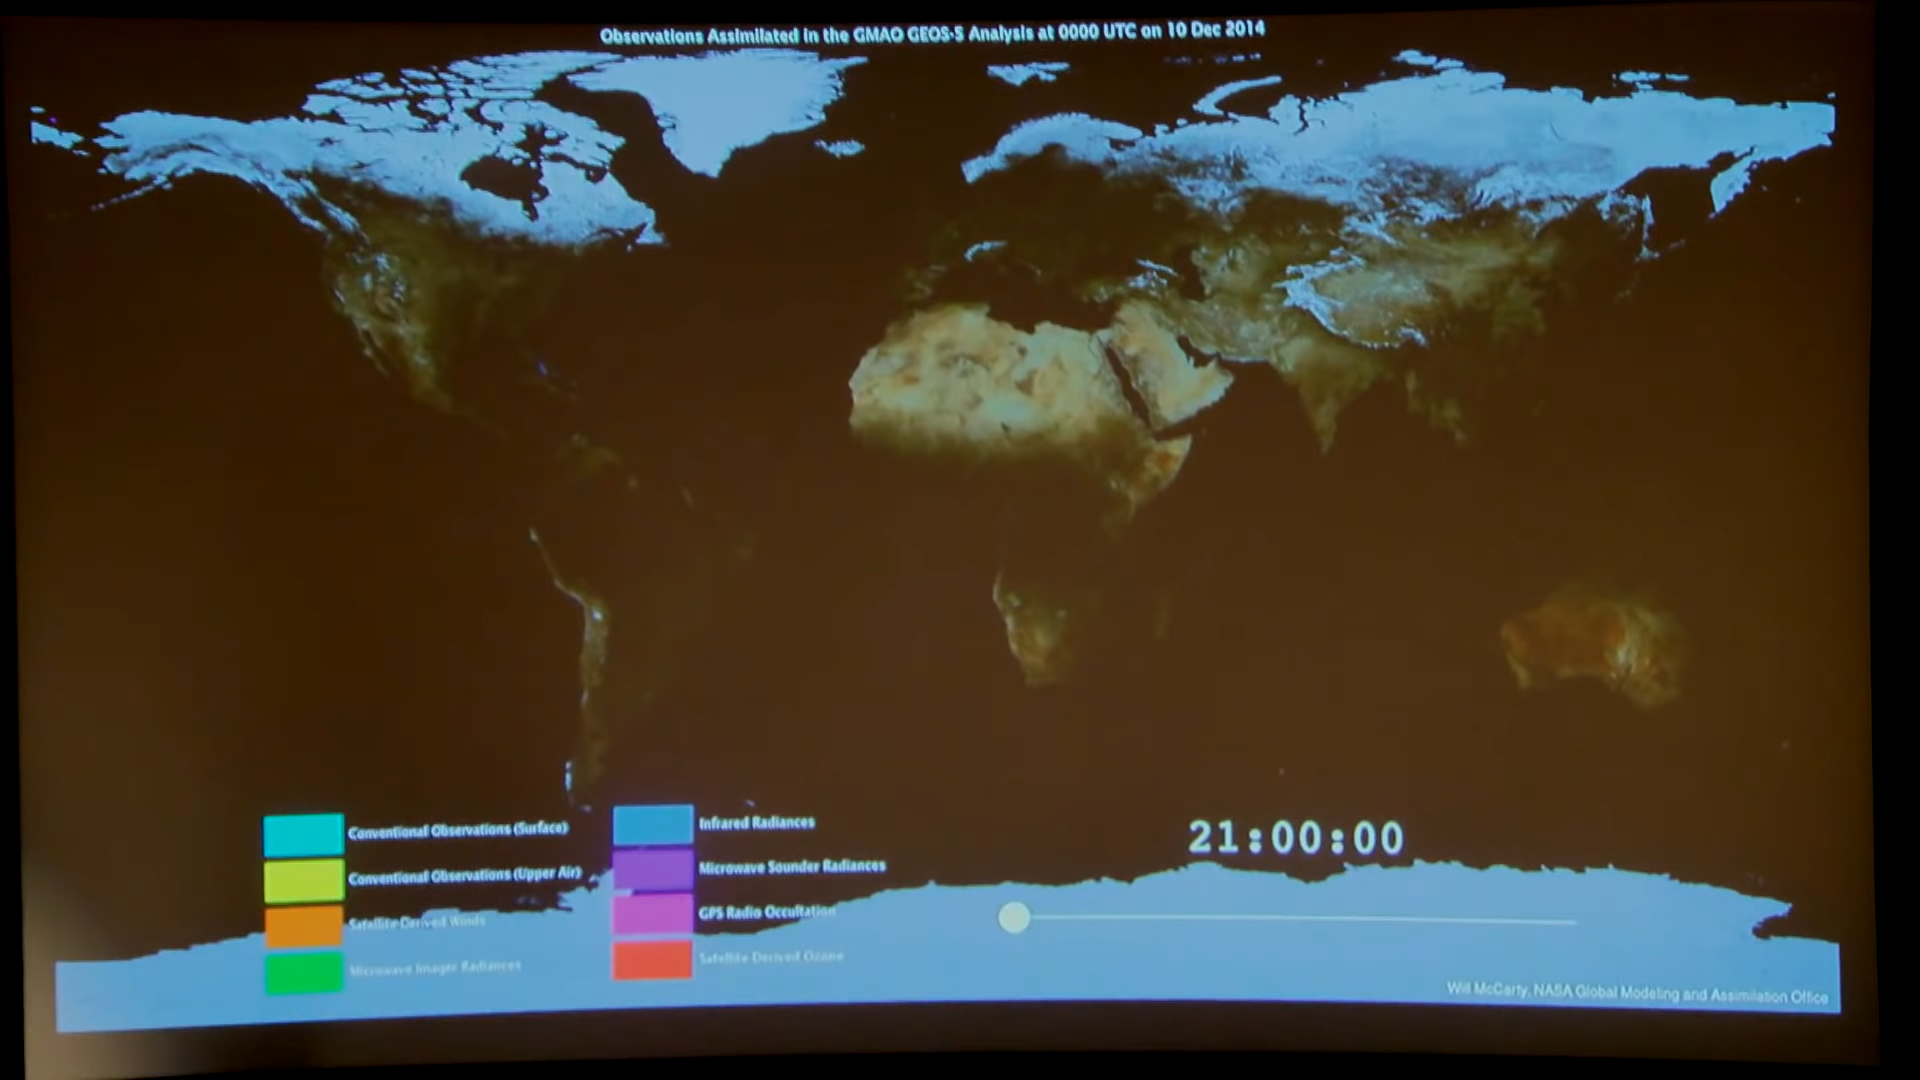 Observations Assimilated in the GMAO GEOS-5 Analysis at 0000 UTC on 10 Dec 2014
Conventional Observations (Surface)
Conventional Observations (Upper Air)
Satellite Derived Winds
Microwave Imager Radiances
Infrared Radiances
Microwave Sounder Radiances
GPS Radio Occultation
Satellite Derived Ozone
21:00:00
Will McCarty, NASA Global Modeling and Assimilation Office